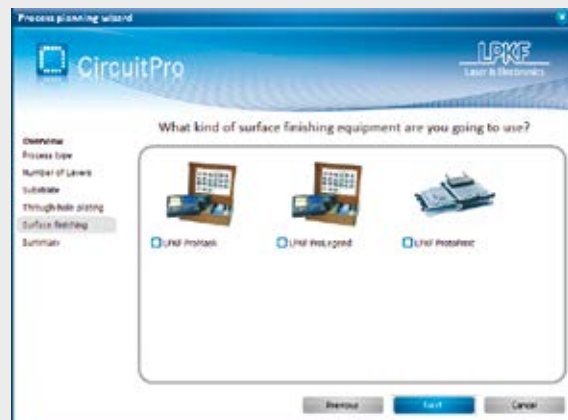 Process planning wizard
CircuitPro
LPKF
Laser & Electronics
What kind of surface finishing equipment are you going to use?
Overview
Process type
Number of Layers
Substrate
Through-hole plating
Surface finishing
Summary
LPKF ProMask
LPKF ProLegend
LPKF ProtoPrint
Previous
Next
Cancel